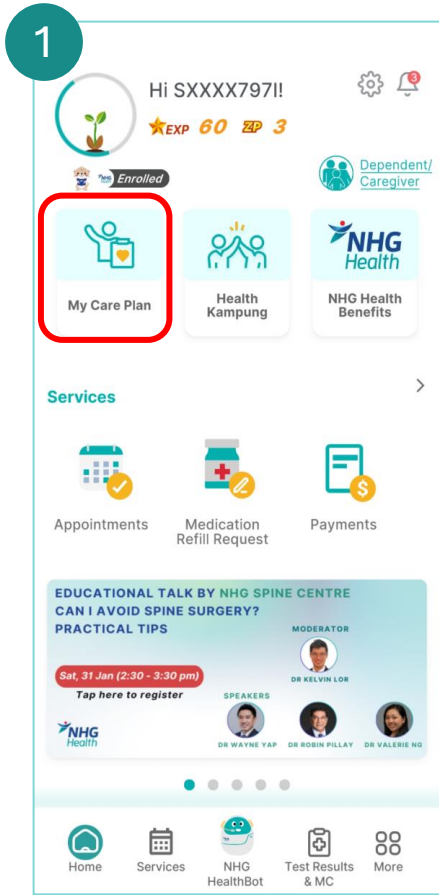 1
Hi SXXXX797I!
3
EXP 60 ZP 3
NHG Health
Enrolled
Dependent/
Caregiver
NHG
Health
My Care Plan
Health
Kampung
NHG Health
Benefits
Services
Appointments
Medication
Refill Request
Payments
EDUCATIONAL TALK BY NHG SPINE CENTRE
CAN I AVOID SPINE SURGERY?
PRACTICAL TIPS
MODERATOR
DR KELVIN LOR
Sat, 31 Jan (2:30 - 3:30 pm)
Tap here to register
SPEAKERS
NHG
Health
DR WAYNE YAP
DR ROBIN PILLAY
DR VALERIE NG
Home
Services
NHG
HealthBot
Test Results
& MC
More